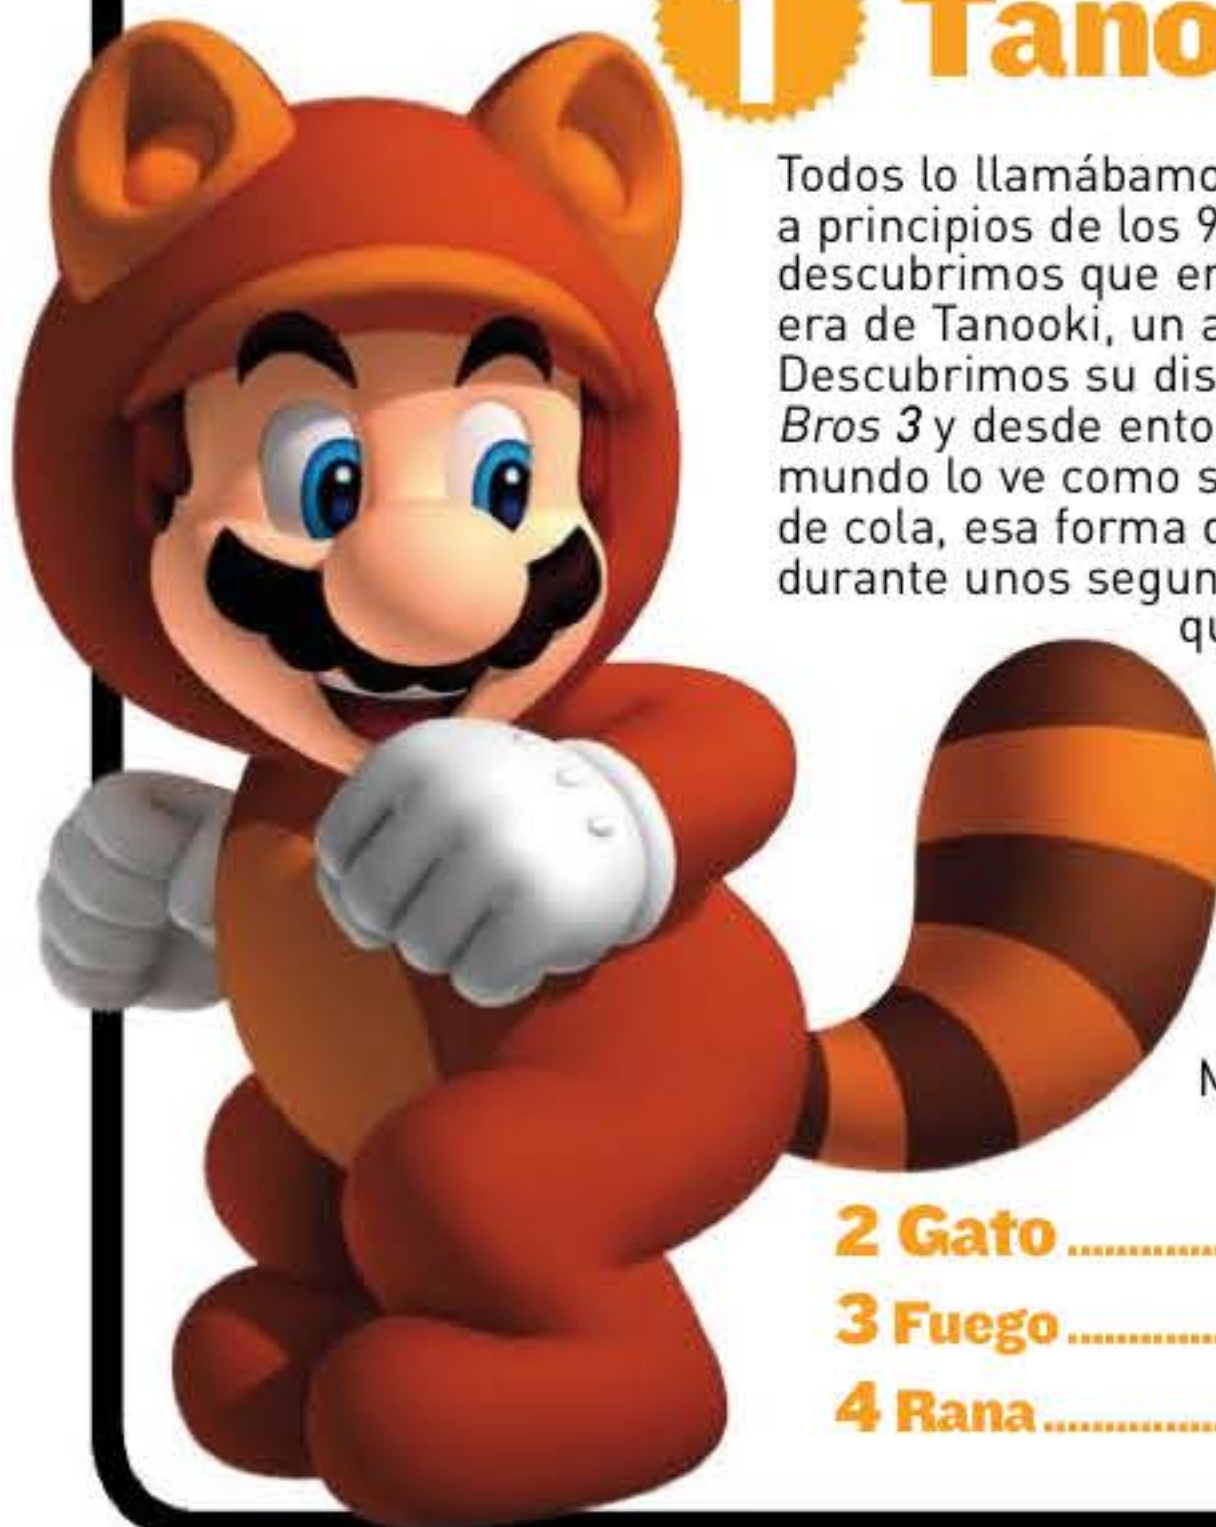 1 Tano
Todos lo llamábamo
a principios de los 9
descubrimos que er
era de Tanooki, un a
Descubrimos su dis
Bros 3 y desde ento
mundo lo ve como s
de cola, esa forma d
durante unos segun
qu
M
2 Gato
3 Fuego
4 Rana